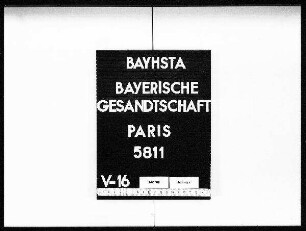 BAYHSTA
BAYERISCHE
GESANDTSCHAFT
PARIS
5811
V-16